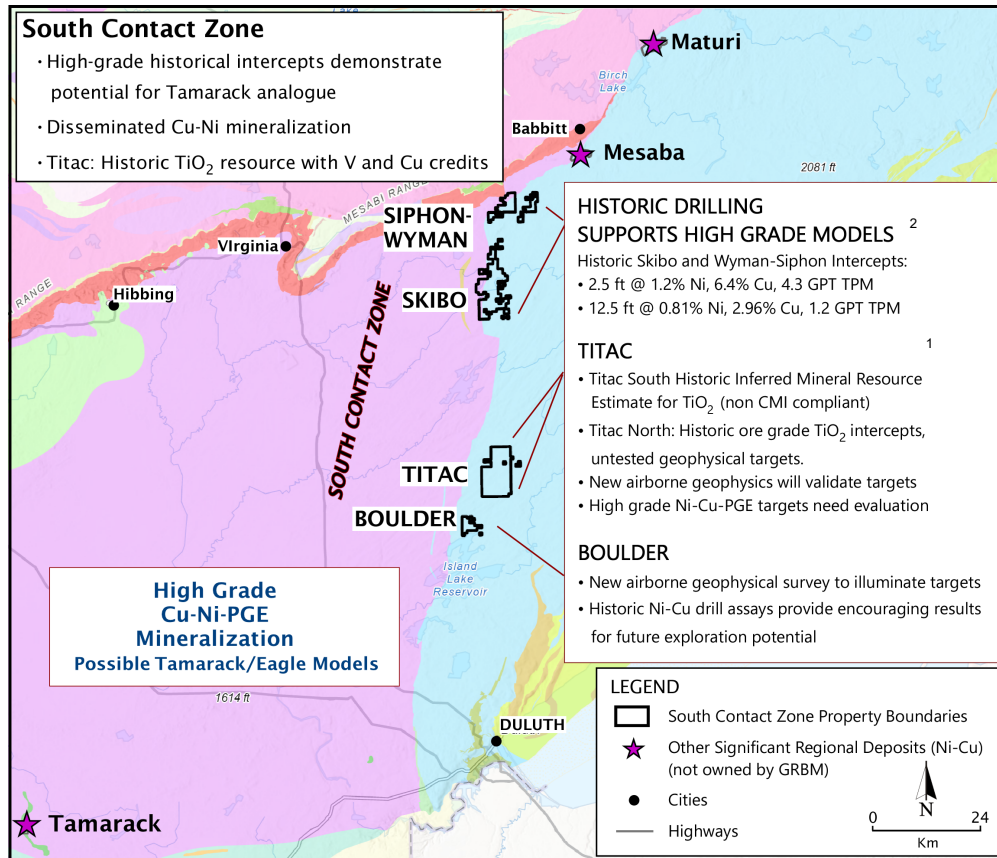 South Contact Zone
· High-grade historical intercepts demonstrate
potential for Tamarack analogue
· Disseminated Cu-Ni mineralization
· Titac: Historic TiO2 resource with V and Cu credits
Lake
Maturi
Birch
Lake
Babbitt
Mesaba
2081 ft
MESABI RANGE
SIPHON-
WYMAN
VIrginia
SKIBO
RANGE
Hibbing
SOUTH CONTACT ZONE
HISTORIC DRILLING
SUPPORTS HIGH GRADE MODELS 2
Historic Skibo and Wyman-Siphon Intercepts:
• 2.5 ft @ 1.2% Ni, 6.4% Cu, 4.3 GPT TPM
• 12.5 ft @ 0.81% Ni, 2.96% Cu, 1.2 GPT TPM
TITAC 1
• Titac South Historic Inferred Mineral Resource
Estimate for TiO2 (non CMI compliant)
• Titac North: Historic ore grade TiO2 intercepts,
untested geophysical targets.
• New airborne geophysics will validate targets
• High grade Ni-Cu-PGE targets need evaluation
BOULDER
• New airborne geophysical survey to illuminate targets
• Historic Ni-Cu drill assays provide encouraging results
for future exploration potential
TITAC
BOULDER
Island
Lake
Reservoir
High Grade
Cu-Ni-PGE
Mineralization
Possible Tamarack/Eagle Models
1614 ft
DULUTH
Tamarack
LEGEND
South Contact Zone Property Boundaries
Other Significant Regional Deposits (Ni-Cu)
(not owned by GRBM)
Cities
Highways
N
0 24
Km